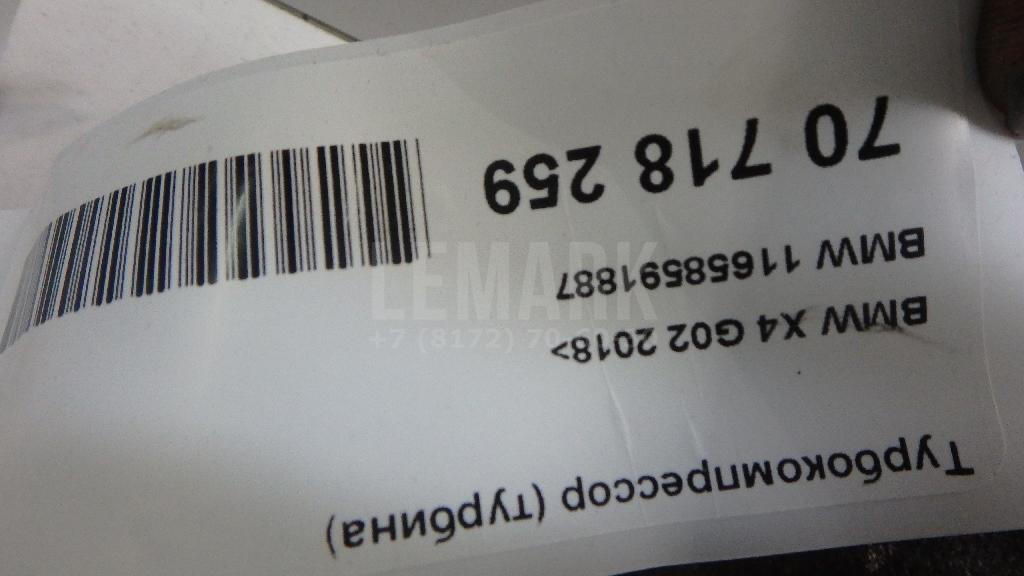 Турбокомпрессор (турбина)
BMW X4 G02 2018>
BMW 11658591887
70 718 259
LEMARK